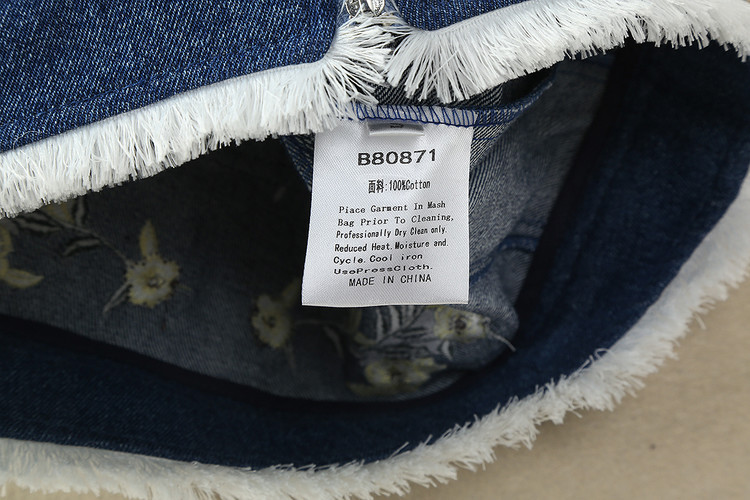 B80871
面料:100%Cotton
Piace Garment In Mash
Bag Prior To Cleaning,
Professionally Dry Clean only.
Reduced Heat. Moisture and.
Cycle. Cool iron
UsePressCloth.
MADE IN CHINA